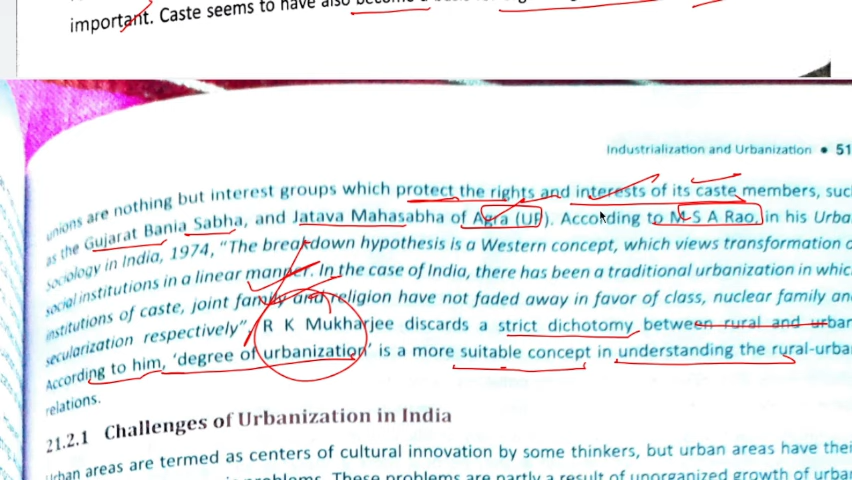 important. Caste seems to have also
Industrialization and Urbanization • 51
unions are nothing but interest groups which protect the rights and interests of its caste members, suc
as the Gujarat Bania Sabha, and Jatava Mahasabha of Agra (UP). According to M S A Rao, in his Urba
sociology in India, 1974, “The breakdown hypothesis is a Western concept, which views transformation o
social institutions in a linear manner. In the case of India, there has been a traditional urbanization in whic
institutions of caste, joint family and religion have not faded away in favor of class, nuclear family an
secularization respectively”, R K Mukharjee discards a strict dichotomy between rural and urban
According to him, ‘degree of urbanization’ is a more suitable concept in understanding the rural-urba
relations.
21.2.1 Challenges of Urbanization in India
Urban areas are termed as centers of cultural innovation by some thinkers, but urban areas have thei
problems. These problems are partly a result of unorganized growth of urba